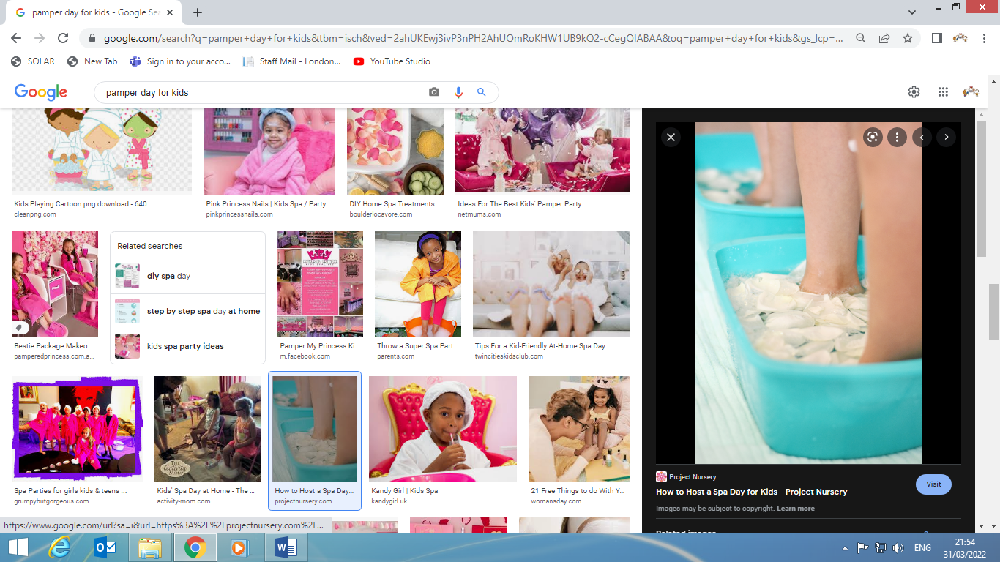 pamper day for kids - Google Sea
google.com/search?q=pamper+day+for+kids&tbm=isch&ved=2ahUKEwj3ivP3nPH2AhUOmRoKHW1UB9kQ2-cCegQIABAA&oq=pamper+day+for+kids&gs_lcp=...
SOLAR
New Tab
Sign in to your acco...
Staff Mail - London...
YouTube Studio
Google
pamper day for kids
Kids Playing Cartoon png download - 640 ...
cleanpng.com
Pink Princess Nails | Kids Spa / Party ...
pinkprincessnails.com
DIY Home Spa Treatments ...
boulderlocavore.com
Ideas For The Best Kids' Pamper Party ...
netmums.com
Related searches
diy spa day
step by step spa day at home
kids spa party ideas
Bestie Package Makeo...
pamperedprincess.com.a...
Pamper My Princess Ki...
m.facebook.com
Throw a Super Spa Part...
parents.com
Tips For a Kid-Friendly At-Home Spa Day ...
twincitieskidsclub.com
THE Activity MOM
Spa Parties for girls kids & teens ...
grumpybutgorgeous.com
Kids' Spa Day at Home - The ...
activity-mom.com
How to Host a Spa Day...
projectnursery.com
Kandy Girl | Kids Spa
kandygirl.uk
21 Free Things to do With Y...
womansday.com
Project Nursery
How to Host a Spa Day for Kids - Project Nursery
Visit
Images may be subject to copyright. Learn more
Related images
https://www.google.com/url?sa=i&url=https%3A%2F%2Fprojectnursery.com%2F...
ENG
21:54
31/03/2022